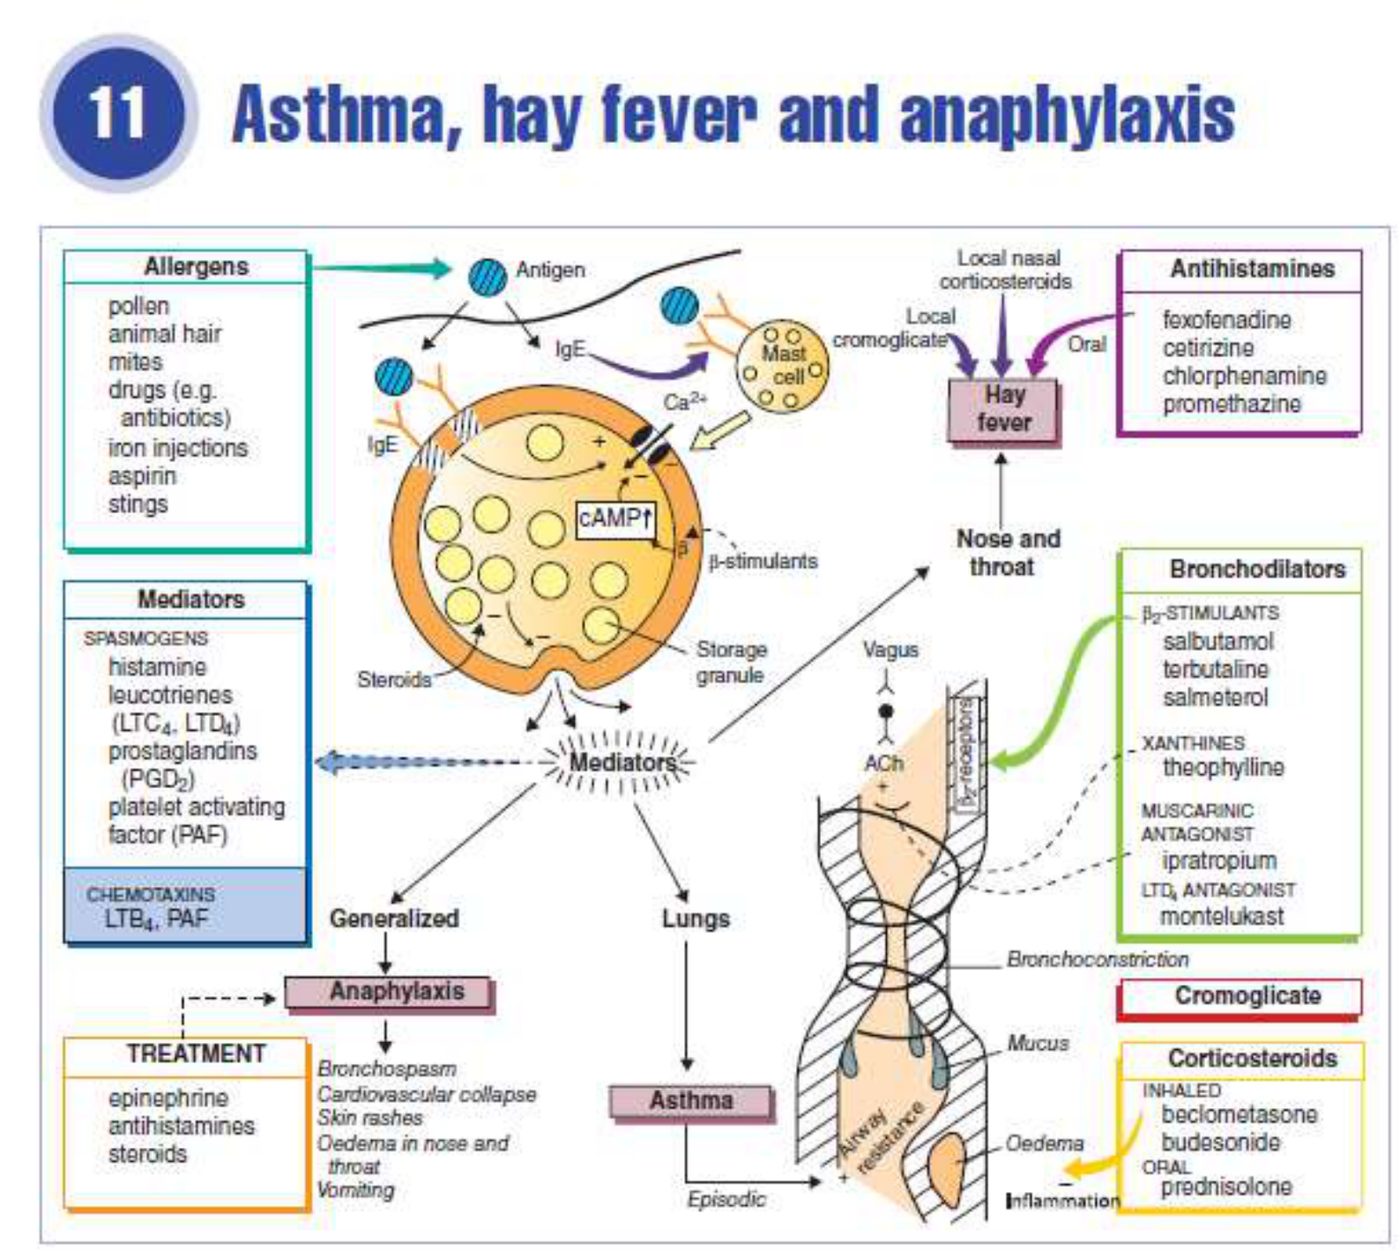 11
Asthma, hay fever and anaphylaxis
Allergens
pollen
animal hair
mites
drugs (e.g.
antibiotics)
iron injections
aspirin
stings
Antigen
IgE
Mast
cell
Ca2+
IgE
+
−
−
cAMP↑
β
β-stimulants
−
−
Steroids
Storage
granule
Mediators
Local nasal
corticosteroids
Local
cromoglicate
Oral
Hay
fever
Nose and
throat
Antihistamines
fexofenadine
cetirizine
chlorphenamine
promethazine
Mediators
SPASMOGENS
histamine
leucotrienes
(LTC4, LTD4)
prostaglandins
(PGD2)
platelet activating
factor (PAF)
CHEMOTAXINS
LTB4, PAF
Generalized
Anaphylaxis
Bronchospasm
Cardiovascular collapse
Skin rashes
Oedema in nose and
throat
Vomiting
TREATMENT
epinephrine
antihistamines
steroids
Lungs
Asthma
Episodic
Vagus
ACh
+
β2-receptors
Bronchoconstriction
Mucus
Airway
resistance
+
Oedema
−
Inflammation
Bronchodilators
β2-STIMULANTS
salbutamol
terbutaline
salmeterol
XANTHINES
theophylline
MUSCARINIC
ANTAGONIST
ipratropium
LTD4 ANTAGONIST
montelukast
Cromoglicate
Corticosteroids
INHALED
beclometasone
budesonide
ORAL
prednisolone